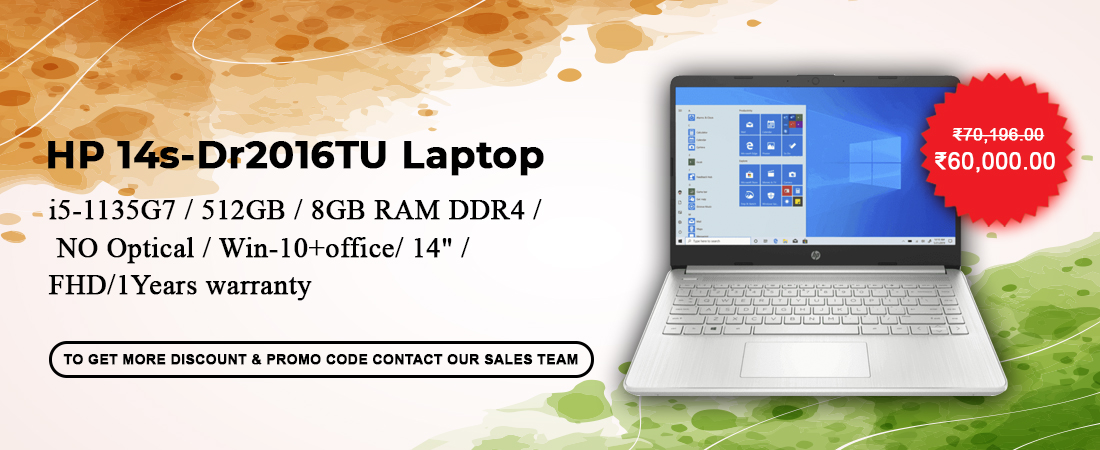 HP 14s-Dr2016TU Laptop
i5-1135G7 / 512GB / 8GB RAM DDR4 /
NO Optical / Win-10+office/ 14" /
FHD/1Years warranty
TO GET MORE DISCOUNT & PROMO CODE CONTACT OUR SALES TEAM
₹70,196.00
₹60,000.00
hp